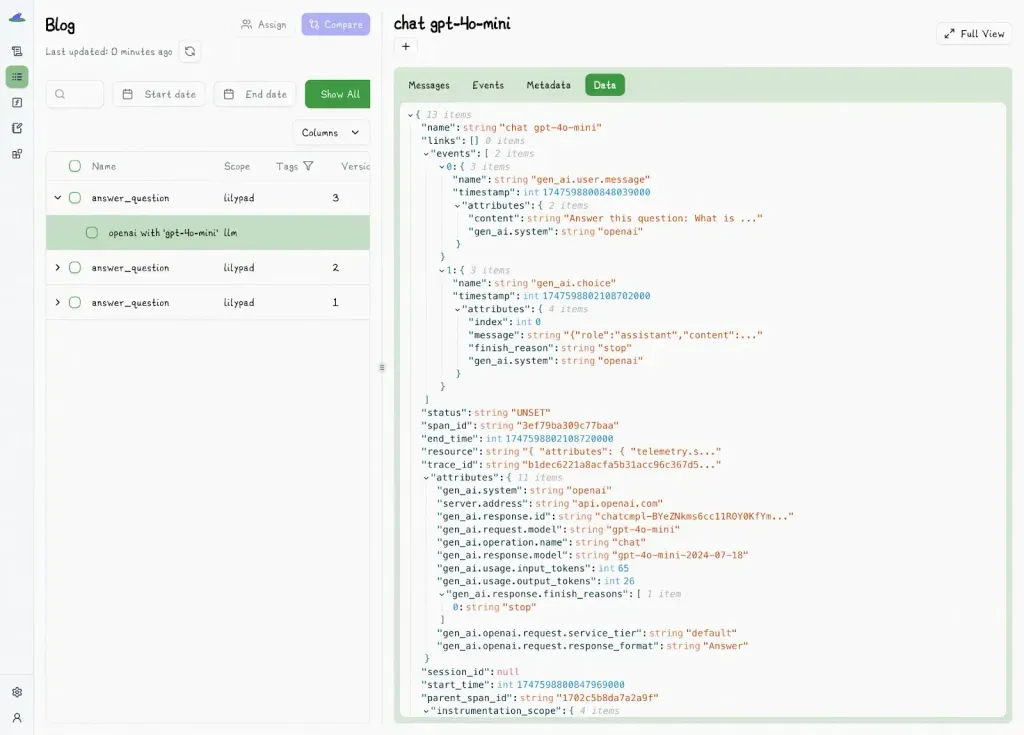 Blog
Assign
Compare
Last updated: 0 minutes ago
Start date
End date
Show All
Columns
Name Scope Tags Versic
answer_question lilypad 3
openai with 'gpt-4o-mini' llm
answer_question lilypad 2
answer_question lilypad 1
chat gpt-4o-mini
+
Full View
Messages Events Metadata Data
{ 13 items
"name": string "chat gpt-4o-mini"
"links": [] 0 items
"events": [ 2 items
0: { 3 items
"name": string "gen_ai.user.message"
"timestamp": int 1747598800848039000
"attributes": { 2 items
"content": string "Answer this question: What is ..."
"gen_ai.system": string "openai"
}
}
1: { 3 items
"name": string "gen_ai.choice"
"timestamp": int 1747598802108702000
"attributes": { 4 items
"index": int 0
"message": string "{"role":"assistant","content":..."
"finish_reason": string "stop"
"gen_ai.system": string "openai"
}
}
]
"status": string "UNSET"
"span_id": string "3ef79ba309c77baa"
"end_time": int 1747598802108720000
"resource": string "{ "attributes": { "telemetry.s..."
"trace_id": string "b1dec6221a8acfa5b31acc96c367d5..."
"attributes": { 11 items
"gen_ai.system": string "openai"
"server.address": string "api.openai.com"
"gen_ai.response.id": string "chatcmpl-BYeZNkms6cc11ROY0KfYm..."
"gen_ai.request.model": string "gpt-4o-mini"
"gen_ai.operation.name": string "chat"
"gen_ai.response.model": string "gpt-4o-mini-2024-07-18"
"gen_ai.usage.input_tokens": int 65
"gen_ai.usage.output_tokens": int 26
"gen_ai.response.finish_reasons": [ 1 item
0: string "stop"
]
"gen_ai.openai.request.service_tier": string "default"
"gen_ai.openai.request.response_format": string "Answer"
}
"session_id": null
"start_time": int 1747598800847969000
"parent_span_id": string "1702c5b8da7a2a9f"
"instrumentation_scope": { 4 items